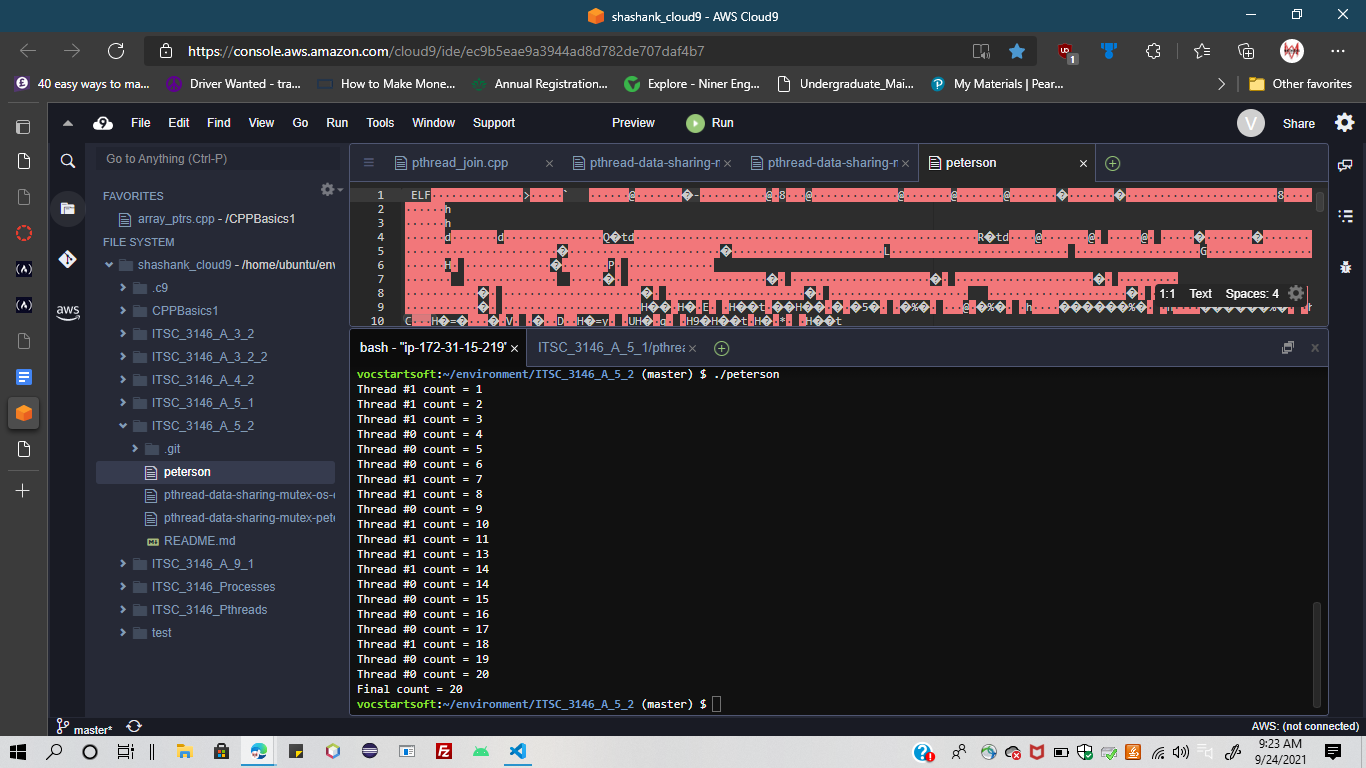 shashank_cloud9 - AWS Cloud9
https://console.aws.amazon.com/cloud9/ide/ec9b5eae9a3944ad8d782de707daf4b7
40 easy ways to ma... Driver Wanted - tra... How to Make Mone... Annual Registration... Explore - Niner Eng... Undergraduate_Mai... My Materials | Pear... Other favorites
File Edit Find View Go Run Tools Window Support Preview Run V Share
Go to Anything (Ctrl-P)
pthread_join.cpp pthread-data-sharing-r pthread-data-sharing-r peterson
FAVORITES
array_ptrs.cpp - /CPPBasics1
FILE SYSTEM
shashank_cloud9 - /home/ubuntu/env
.c9
CPPBasics1
ITSC_3146_A_3_2
ITSC_3146_A_3_2_2
ITSC_3146_A_4_2
ITSC_3146_A_5_1
ITSC_3146_A_5_2
.git
peterson
pthread-data-sharing-mutex-os-c
pthread-data-sharing-mutex-pete
README.md
ITSC_3146_A_9_1
ITSC_3146_Processes
ITSC_3146_Pthreads
test
aws
1 ELF
2
3
4
5
6
7
8
9
10
1:1 Text Spaces: 4
bash - "ip-172-31-15-219" ITSC_3146_A_5_1/pthrea
vocstartsoft:~/environment/ITSC_3146_A_5_2 (master) $ ./peterson
Thread #1 count = 1
Thread #1 count = 2
Thread #1 count = 3
Thread #0 count = 4
Thread #0 count = 5
Thread #0 count = 6
Thread #1 count = 7
Thread #1 count = 8
Thread #0 count = 9
Thread #1 count = 10
Thread #1 count = 11
Thread #1 count = 13
Thread #1 count = 14
Thread #0 count = 14
Thread #0 count = 15
Thread #0 count = 16
Thread #0 count = 17
Thread #1 count = 18
Thread #0 count = 19
Thread #0 count = 20
Final count = 20
vocstartsoft:~/environment/ITSC_3146_A_5_2 (master) $
master* AWS: (not connected)
9:23 AM
9/24/2021